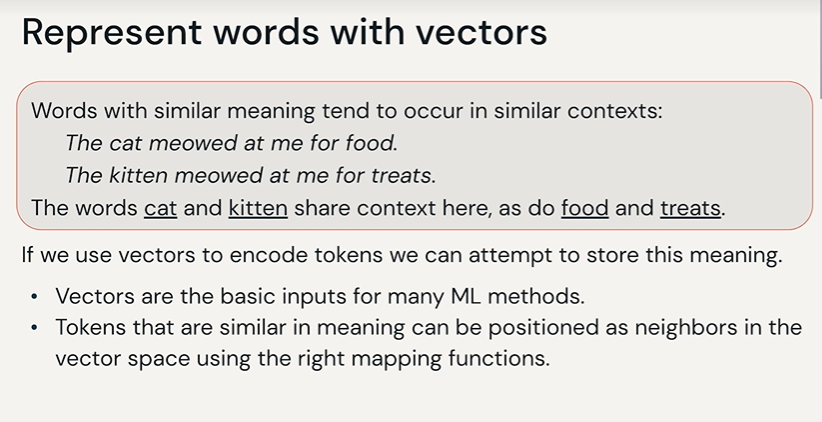 Represent words with vectors
Words with similar meaning tend to occur in similar contexts:
The cat meowed at me for food.
The kitten meowed at me for treats.
The words cat and kitten share context here, as do food and treats.
If we use vectors to encode tokens we can attempt to store this meaning.
• Vectors are the basic inputs for many ML methods.
• Tokens that are similar in meaning can be positioned as neighbors in the
vector space using the right mapping functions.